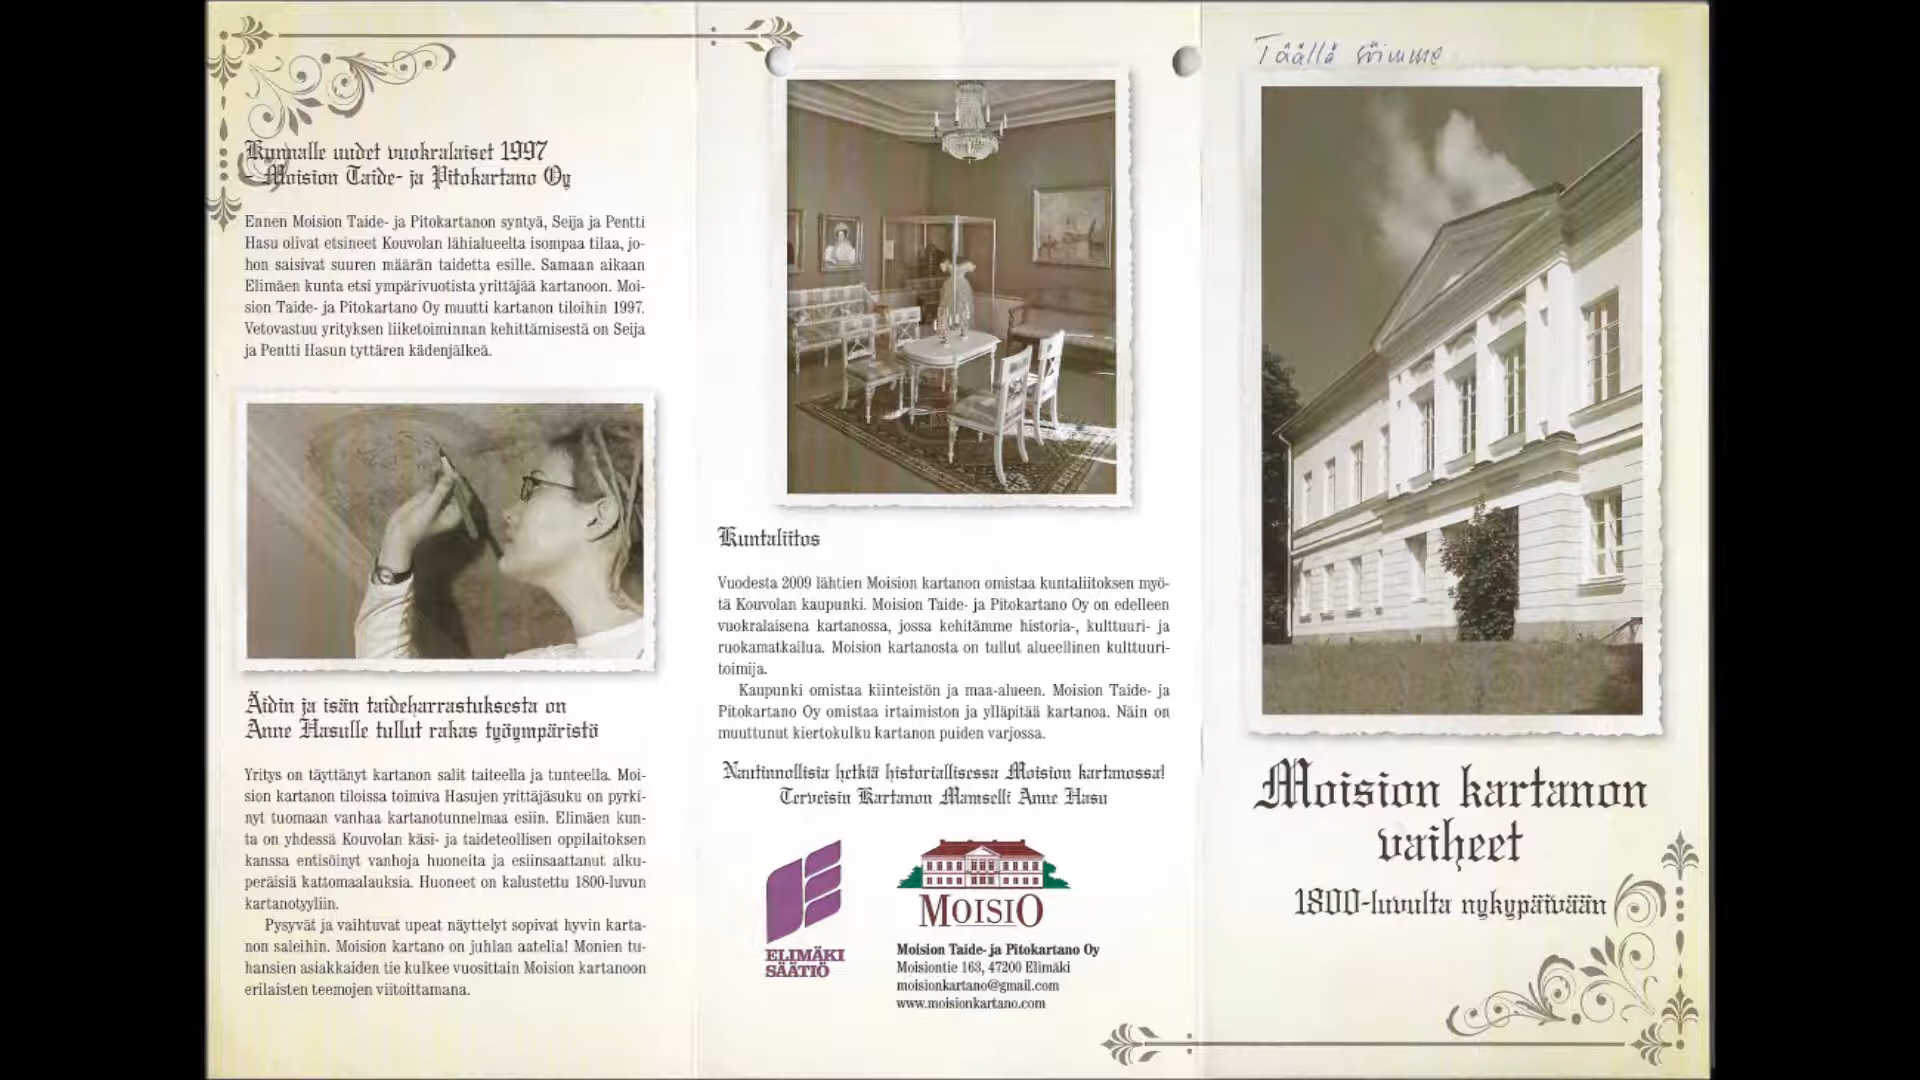 Kunnalle uudet vuokralaiset 1997
– Moision Taide- ja Pitokartano Oy
Ennen Moision Taide- ja Pitokartanon syntyä, Seija ja Pentti
Hasu olivat etsineet Kouvolan lähialueelta isompaa tilaa, jo-
hon saisivat suuren määrän taidetta esille. Samaan aikaan
Elimäen kunta etsi ympärivuotista yrittäjää kartanoon. Moi-
sion Taide- ja Pitokartano Oy muutti kartanon tiloihin 1997.
Vetovastuu yrityksen liiketoiminnan kehittämisestä on Seija
ja Pentti Hasun tyttären kädenjälkeä.
Äidin ja isän taideharrastuksesta on
Anne Hasulle tullut rakas työympäristö
Yritys on täyttänyt kartanon salit taiteella ja tunteella. Moi-
sion kartanon tiloissa toimiva Hasujen yrittäjäsuku on pyrki-
nyt tuomaan vanhaa kartanotunnelmaa esiin. Elimäen kun-
ta on yhdessä Kouvolan käsi- ja taideteollisen oppilaitoksen
kanssa entisöinyt vanhoja huoneita ja esiinsaattanut alku-
peräisiä kattomaalauksia. Huoneet on kalustettu 1800-luvun
kartanotyyliin.
Pysyvät ja vaihtuvat upeat näyttelyt sopivat hyvin karta-
non saleihin. Moision kartano on juhlan aatelia! Monien tu-
hansien asiakkaiden tie kulkee vuosittain Moision kartanoon
erilaisten teemojen viitoittamana.
Kuntaliitos
Vuodesta 2009 lähtien Moision kartanon omistaa kuntaliitoksen myö-
tä Kouvolan kaupunki. Moision Taide- ja Pitokartano Oy on edelleen
vuokralaisena kartanossa, jossa kehitämme historia-, kulttuuri- ja
ruokamatkailua. Moision kartanosta on tullut alueellinen kulttuuri-
toimija.
Kaupunki omistaa kiinteistön ja maa-alueen. Moision Taide- ja
Pitokartano Oy omistaa irtaimiston ja ylläpitää kartanoa. Näin on
muuttunut kiertokulku kartanon puiden varjossa.
Nautinnollisia hetkiä historiallisessa Moision kartanossa!
Terveisin Kartanon Mamselli Anne Hasu
ELIMÄKI
SÄÄTIÖ
MOISIO
Moision Taide- ja Pitokartano Oy
Moisiontie 163, 47200 Elimäki
moisionkartano@gmail.com
www.moisionkartano.com
Täällä söimme
Moision kartanon
vaiheet
1800-luvulta nykypäivään